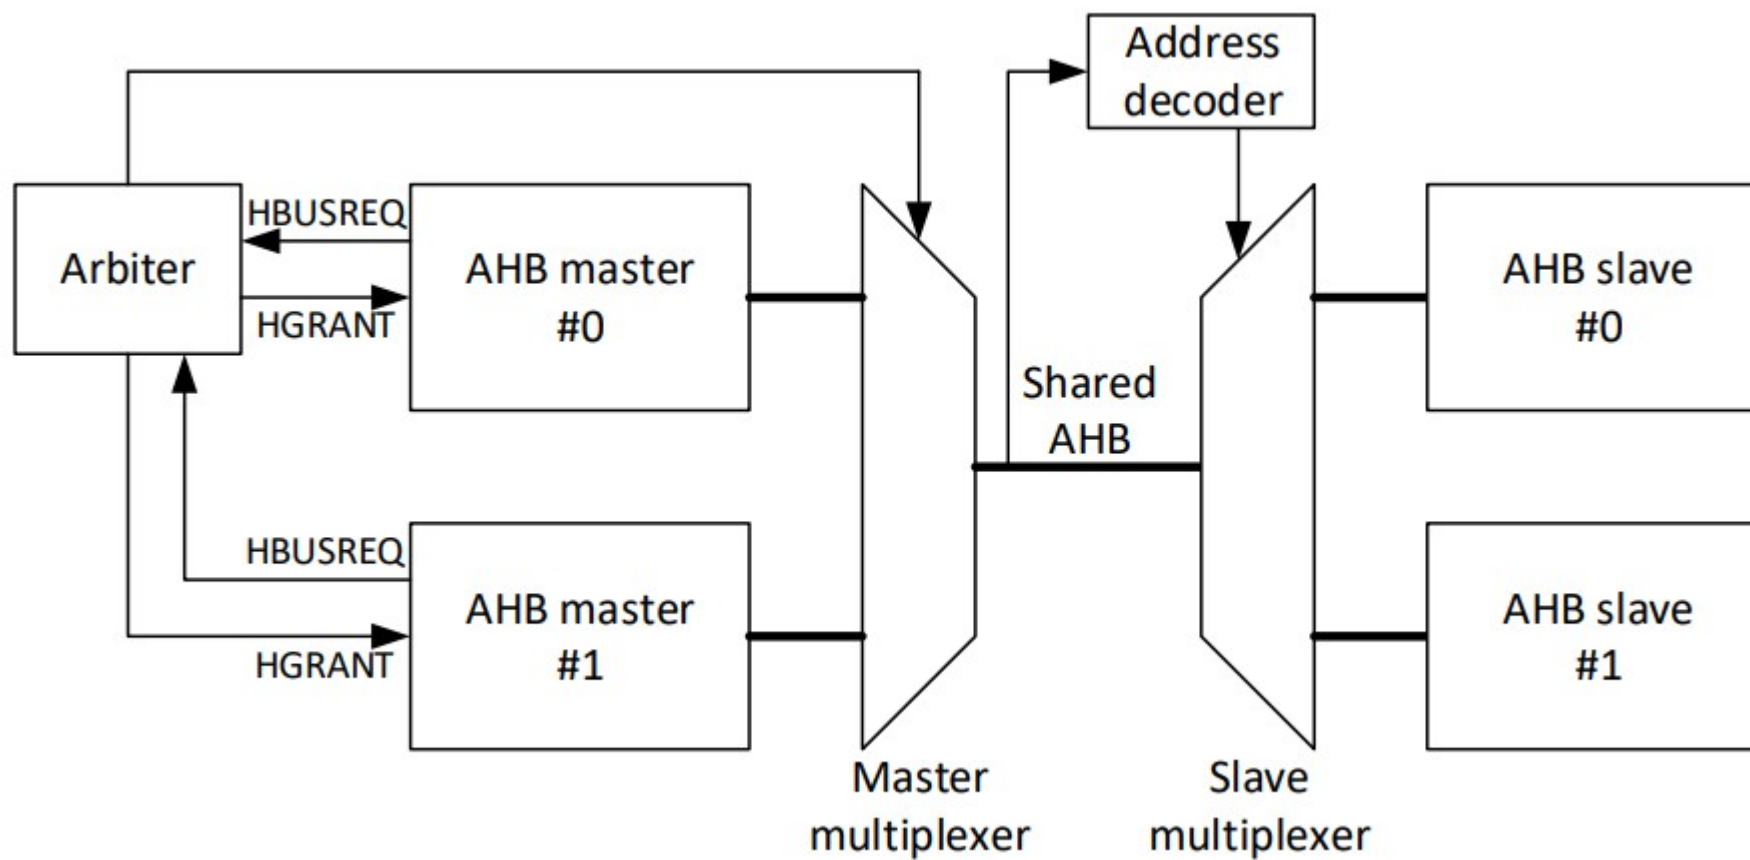 Address
decoder
HBUSREQ
Arbiter
HGRANT
AHB master
#0
AHB slave
#0
Shared
AHB
HBUSREQ
HGRANT
AHB master
#1
AHB slave
#1
Master
multiplexer
Slave
multiplexer